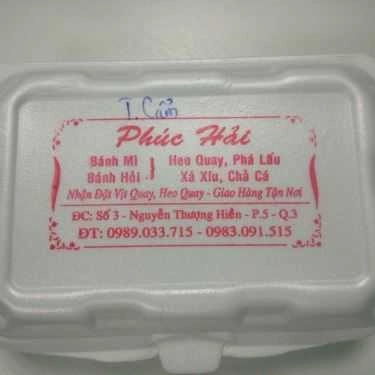 T. Cẩm
Phúc Hải
Bánh Mì } Heo Quay, Phá Lấu
Bánh Hỏi } Xá Xíu, Chả Cá
Nhận Đặt Vịt Quay, Heo Quay - Giao Hàng Tận Nơi
ĐC: Số 3 - Nguyễn Thượng Hiền - P.5 - Q.3
ĐT: 0989.033.715 - 0983.091.515